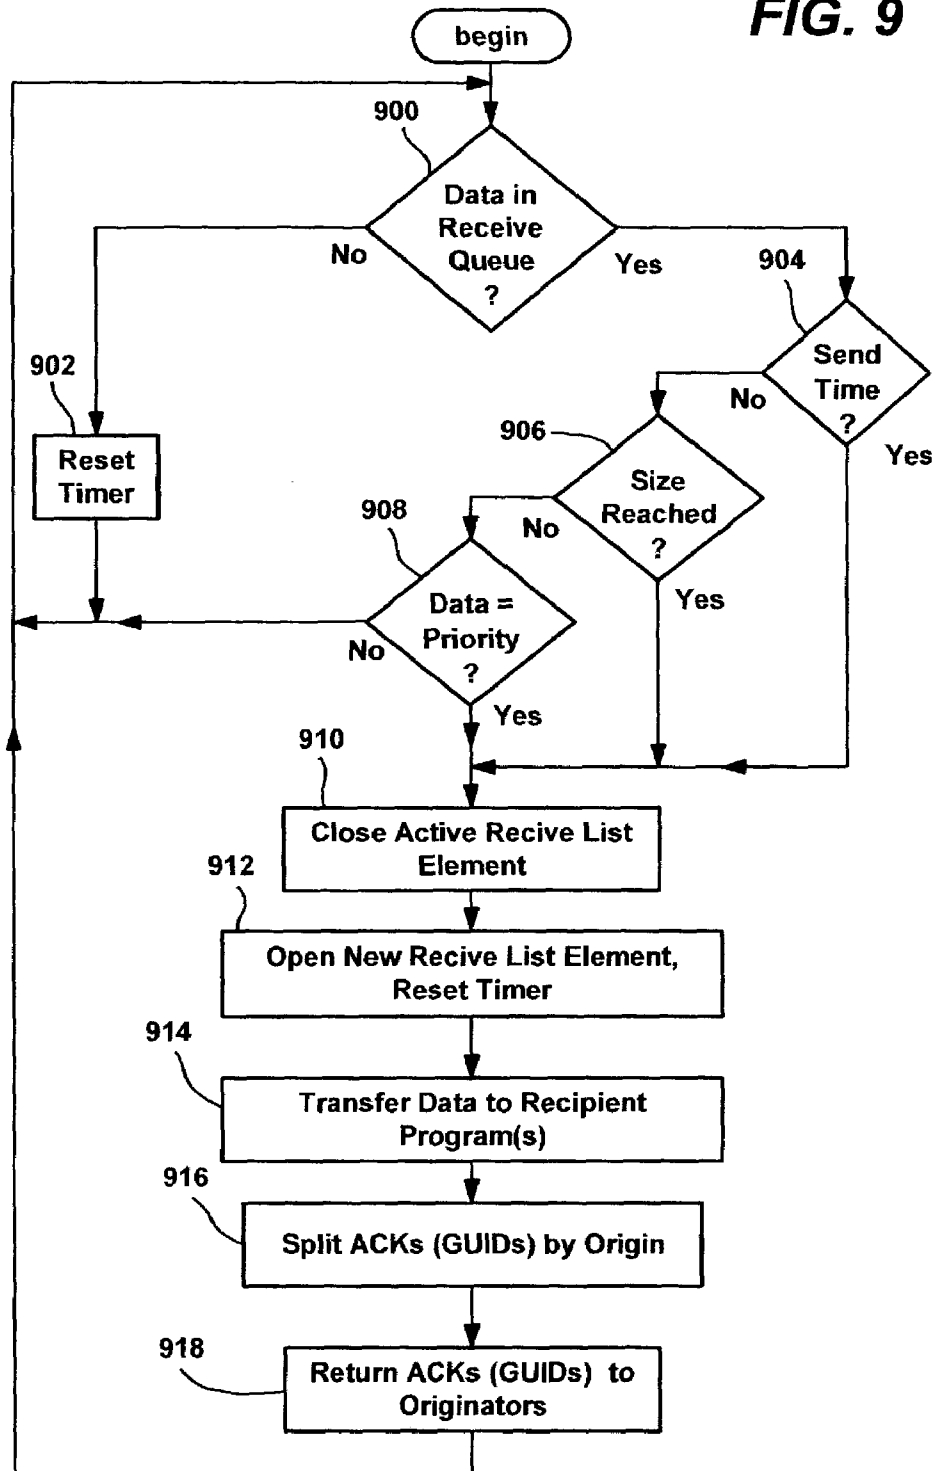 FIG. 9
begin
900
Data in
Receive
Queue
?
No
Yes
904
Send
Time
?
No
Yes
902
Reset
Timer
906
Size
Reached
?
No
Yes
908
Data =
Priority
?
No
Yes
910
Close Active Recive List
Element
912
Open New Recive List Element,
Reset Timer
914
Transfer Data to Recipient
Program(s)
916
Split ACKs (GUIDs) by Origin
918
Return ACKs (GUIDs) to
Originators